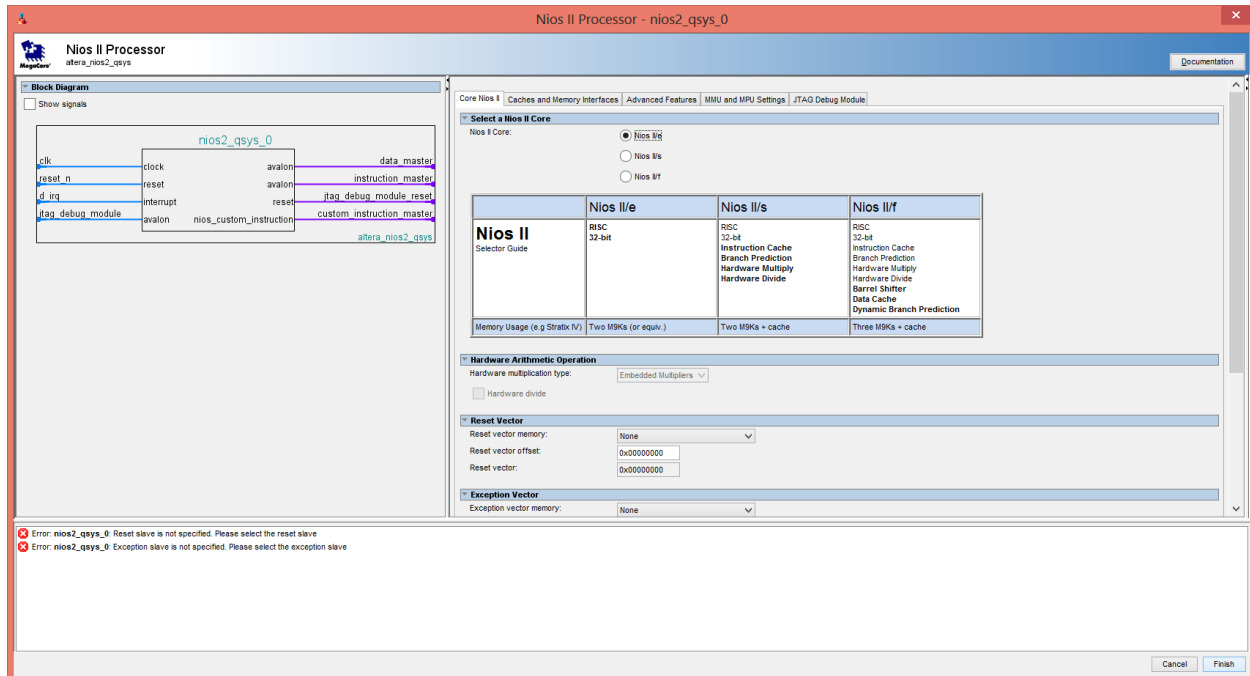 Nios II Processor - nios2_qsys_0
Nios II Processor
altera_nios2_qsys
MegaCore'
Documentation
Block Diagram
Show signals
nios2_qsys_0
clk
clock
avalon
data_master
reset_n
reset
avalon
instruction_master
d_irq
interrupt
reset
jtag_debug_module_reset
jtag_debug_module
avalon
nios_custom_instruction
custom_instruction_master
altera_nios2_qsys
Core Nios II
Caches and Memory Interfaces
Advanced Features
MMU and MPU Settings
JTAG Debug Module
Select a Nios II Core
Nios II Core:
Nios II/e
Nios II/s
Nios II/f
Nios II/e
Nios II/s
Nios II/f
Nios II
Selector Guide
RISC
32-bit
RISC
32-bit
Instruction Cache
Branch Prediction
Hardware Multiply
Hardware Divide
RISC
32-bit
Instruction Cache
Branch Prediction
Hardware Multiply
Hardware Divide
Barrel Shifter
Data Cache
Dynamic Branch Prediction
Memory Usage (e.g Stratix IV)
Two M9Ks (or equiv.)
Two M9Ks + cache
Three M9Ks + cache
Hardware Arithmetic Operation
Hardware multiplication type:
Embedded Multipliers
Hardware divide
Reset Vector
Reset vector memory:
None
Reset vector offset:
0x00000000
Reset vector:
0x00000000
Exception Vector
Exception vector memory:
None
Error: nios2_qsys_0: Reset slave is not specified. Please select the reset slave
Error: nios2_qsys_0: Exception slave is not specified. Please select the exception slave
Cancel
Finish